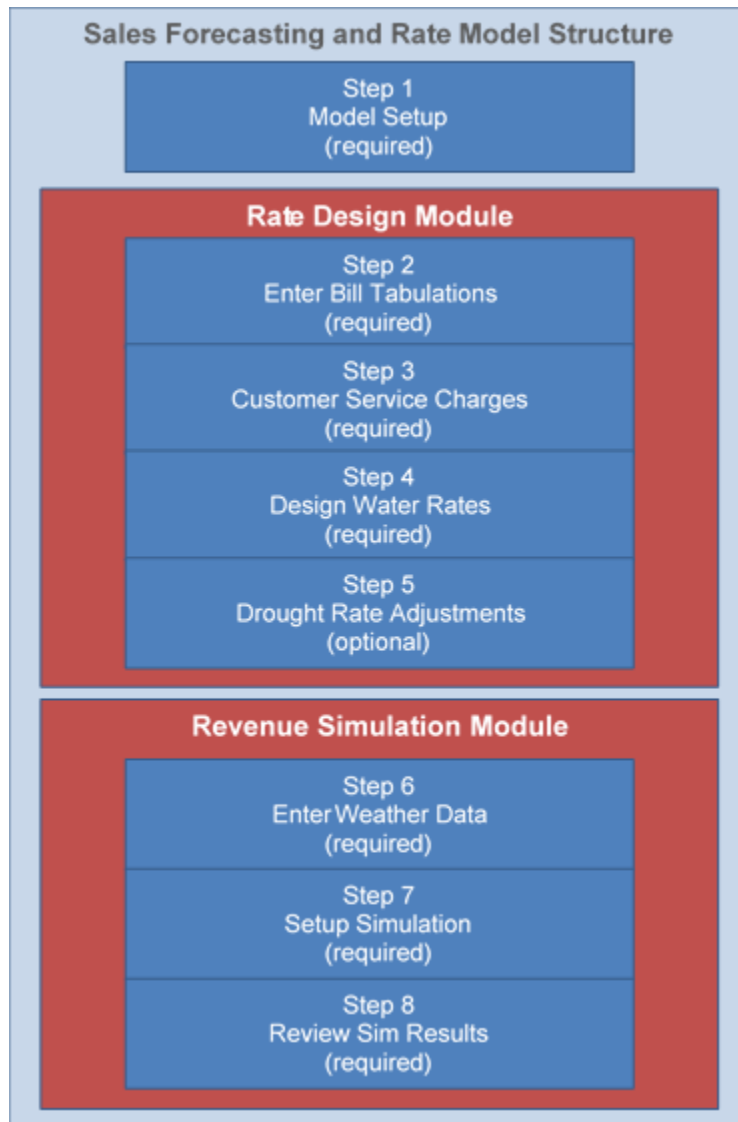 Sales Forecasting and Rate Model Structure
Step 1
Model Setup
(required)
Rate Design Module
Step 2
Enter Bill Tabulations
(required)
Step 3
Customer Service Charges
(required)
Step 4
Design Water Rates
(required)
Step 5
Drought Rate Adjustments
(optional)
Revenue Simulation Module
Step 6
Enter Weather Data
(required)
Step 7
Setup Simulation
(required)
Step 8
Review Sim Results
(required)